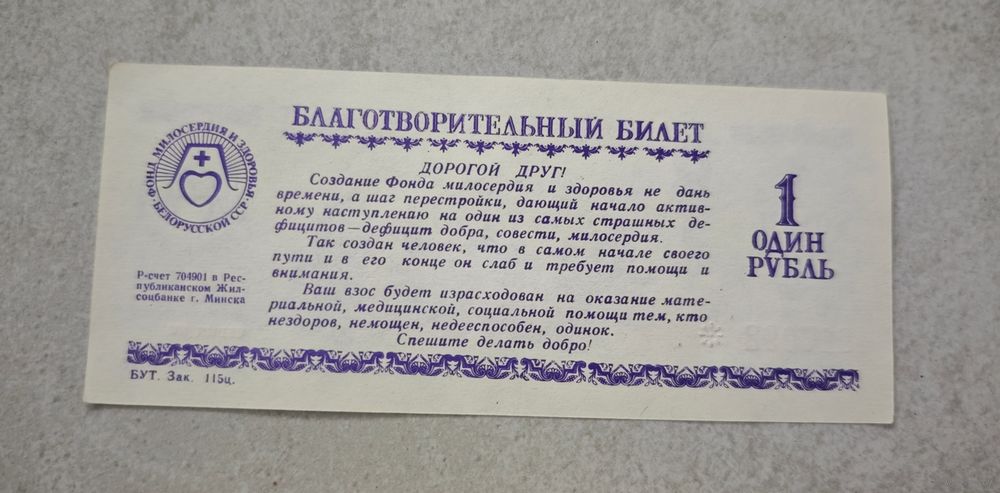 БЛАГОТВОРИТЕЛЬНЫЙ БИЛЕТ
ФОНД МИЛОСЕРДИЯ И ЗДОРОВЬЯ
БЕЛОРУССКОЙ ССР
Р-счет 704901 в Рес-
публиканском Жил-
соцбанке г. Минска
ДОРОГОЙ ДРУГ!
Создание Фонда милосердия и здоровья не дань
времени, а шаг перестройки, дающий начало актив-
ному наступлению на один из самых страшных де-
фицитов — дефицит добра, совести, милосердия.
Так создан человек, что в самом начале своего
пути и в его конце он слаб и требует помощи и
внимания.
Ваш взнос будет израсходован на оказание мате-
риальной, медицинской, социальной помощи тем, кто
нездоров, немощен, недееспособен, одинок.
Спешите делать добро!
1
ОДИН
РУБЛЬ
БУТ. Зак. 115ц.